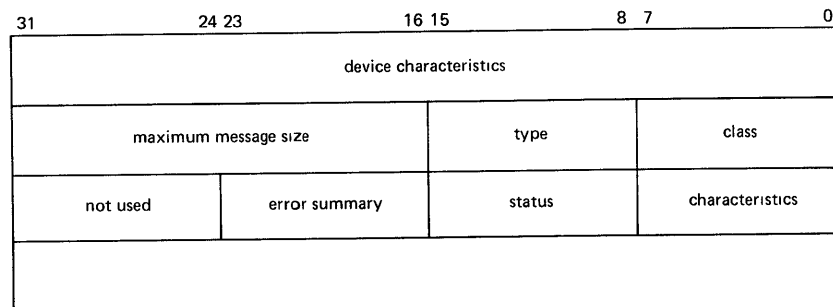 31 24 23 16 15 8 7 0
device characteristics
maximum message size type class
not used error summary status characteristics